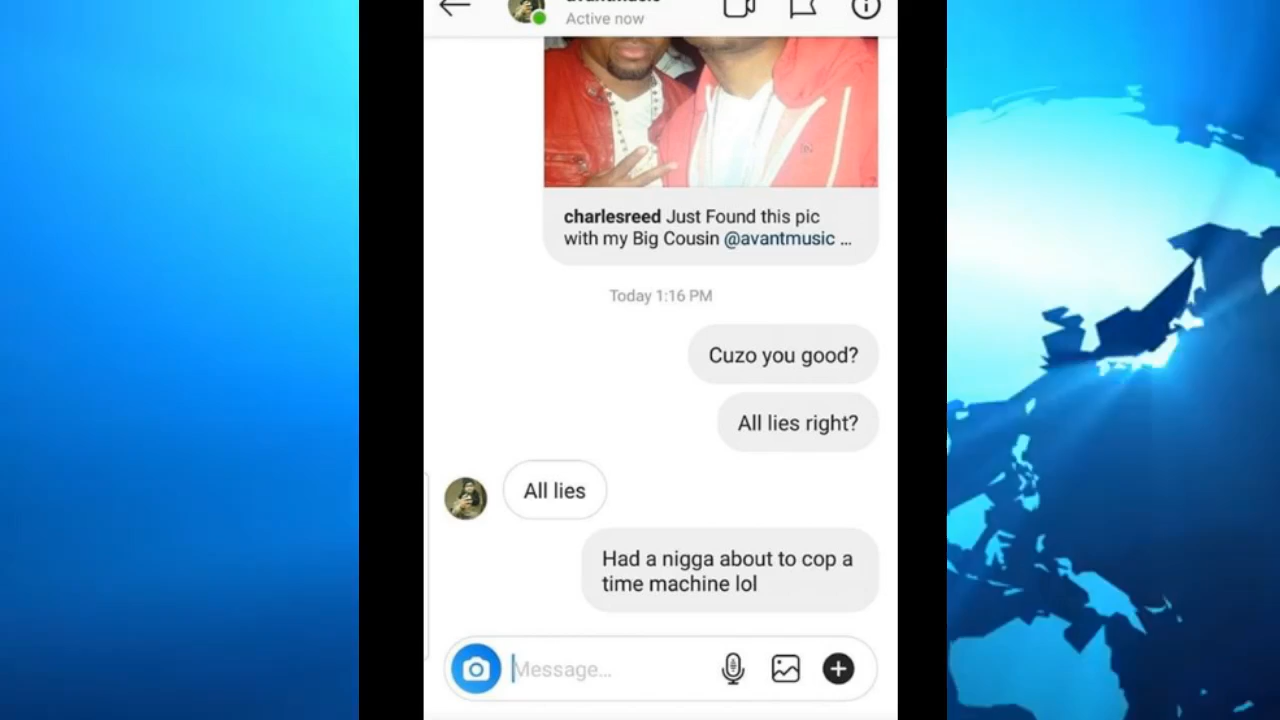 Active now
charlesreed Just Found this pic
with my Big Cousin @avantmusic ...
Today 1:16 PM
Cuzo you good?
All lies right?
All lies
Had a nigga about to cop a
time machine lol
Message...